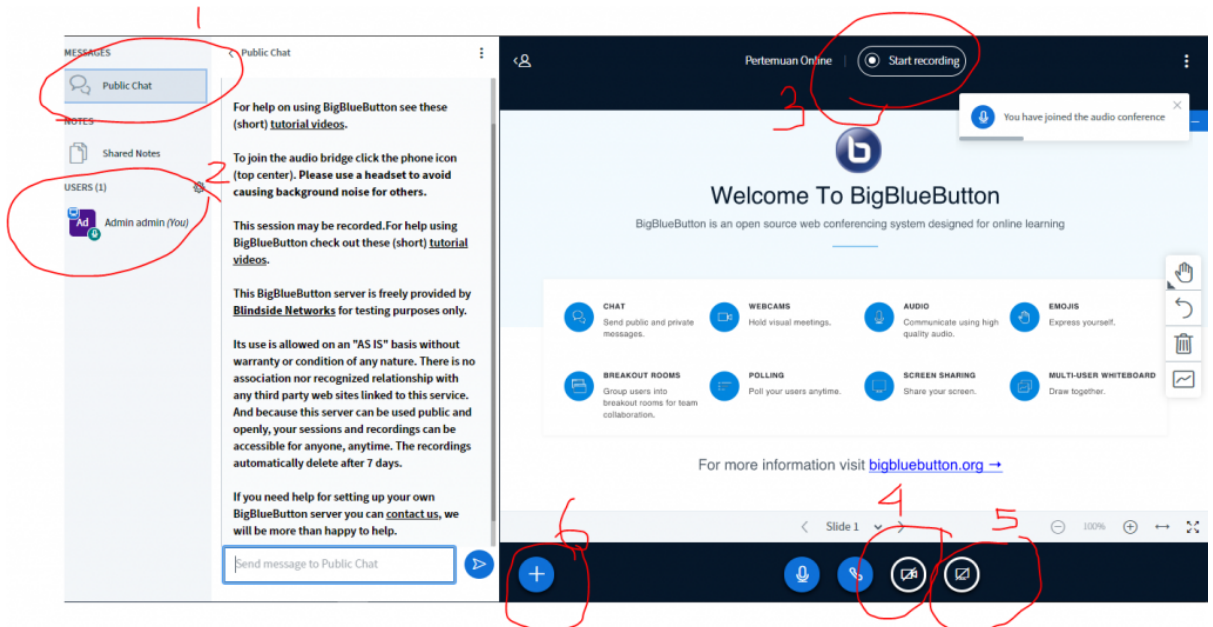 1
MESSAGES
Public Chat
NOTES
Shared Notes
2
USERS (1)
Ad
Admin admin (You)
Public Chat
For help on using BigBlueButton see these
(short) tutorial videos.
To join the audio bridge click the phone icon
(top center). Please use a headset to avoid
causing background noise for others.
This session may be recorded.For help using
BigBlueButton check out these (short) tutorial
videos.
This BigBlueButton server is freely provided by
Blindside Networks for testing purposes only.
Its use is allowed on an "AS IS" basis without
warranty or condition of any nature. There is no
association nor recognized relationship with
any third party web sites linked to this service.
And because this server can be used public and
openly, your sessions and recordings can be
accessible for anyone, anytime. The recordings
automatically delete after 7 days.
If you need help for setting up your own
BigBlueButton server you can contact us, we
will be more than happy to help.
Send message to Public Chat
Pertemuan Online
Start recording
3
You have joined the audio conference
b
Welcome To BigBlueButton
BigBlueButton is an open source web conferencing system designed for online learning
CHAT
Send public and private
messages.
WEBCAMS
Hold visual meetings.
AUDIO
Communicate using high
quality audio.
EMOJIS
Express yourself.
BREAKOUT ROOMS
Group users into
breakout rooms for team
collaboration.
POLLING
Poll your users anytime.
SCREEN SHARING
Share your screen.
MULTI-USER WHITEBOARD
Draw together.
For more information visit bigbluebutton.org →
6
4
5
Slide 1
100%